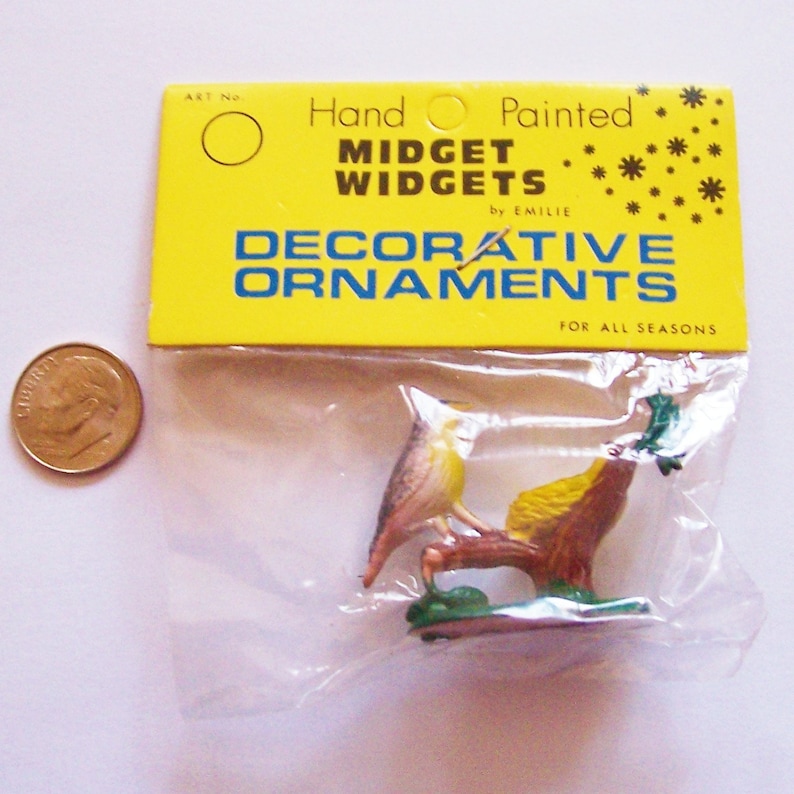 ART No.
Hand Painted
MIDGET
WIDGETS
by EMILIE
DECORATIVE
ORNAMENTS
FOR ALL SEASONS
LIBERTY